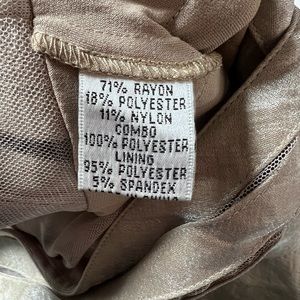 71% RAYON
18% POLYESTER
11% NYLON
COMBO
100% POLYESTER
LINING
95% POLYESTER
5% SPANDEX